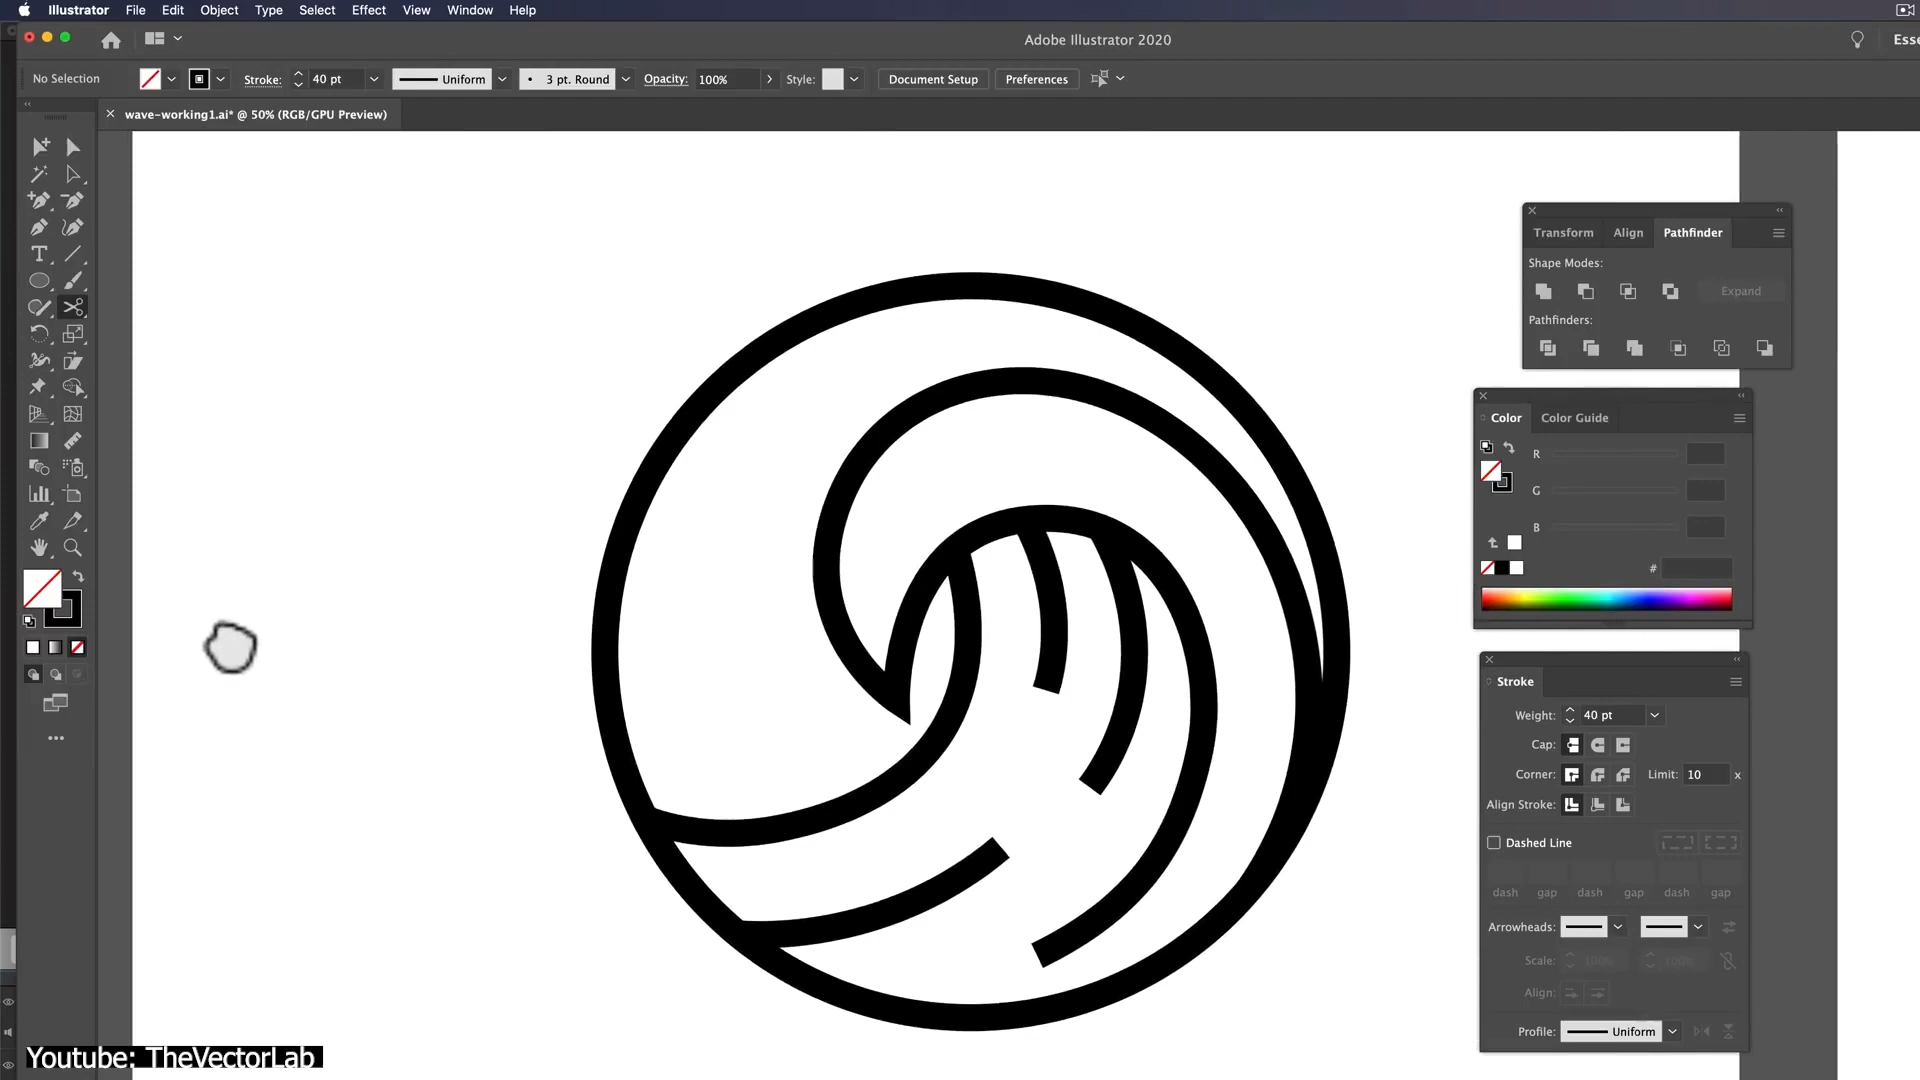 Illustrator File Edit Object Type Select Effect View Window Help
Adobe Illustrator 2020
Esse
No Selection Stroke: 40 pt Uniform 3 pt. Round Opacity: 100% Style: Document Setup Preferences
wave-working1.ai* @ 50% (RGB/GPU Preview)
Transform Align Pathfinder
Shape Modes:
Expand
Pathfinders:
Color Color Guide
R
G
B
#
Stroke
Weight: 40 pt
Cap:
Corner: Limit: 10 x
Align Stroke:
Dashed Line
dash gap dash gap dash gap
Arrowheads:
Scale: 100% 100%
Align:
Profile: Uniform
Youtube: TheVectorLab